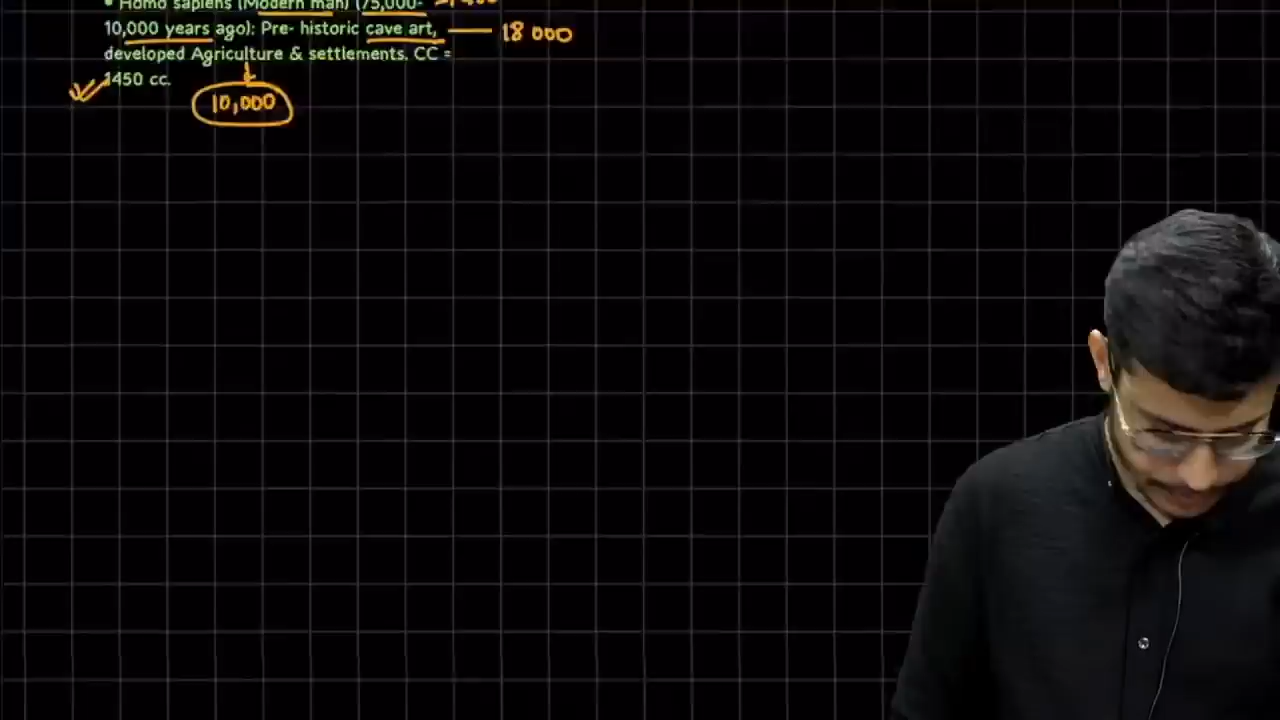 • Homo sapiens (Modern man) (75,000-
10,000 years ago): Pre- historic cave art, — 18 000
developed Agriculture & settlements. CC =
1450 cc.
10,000